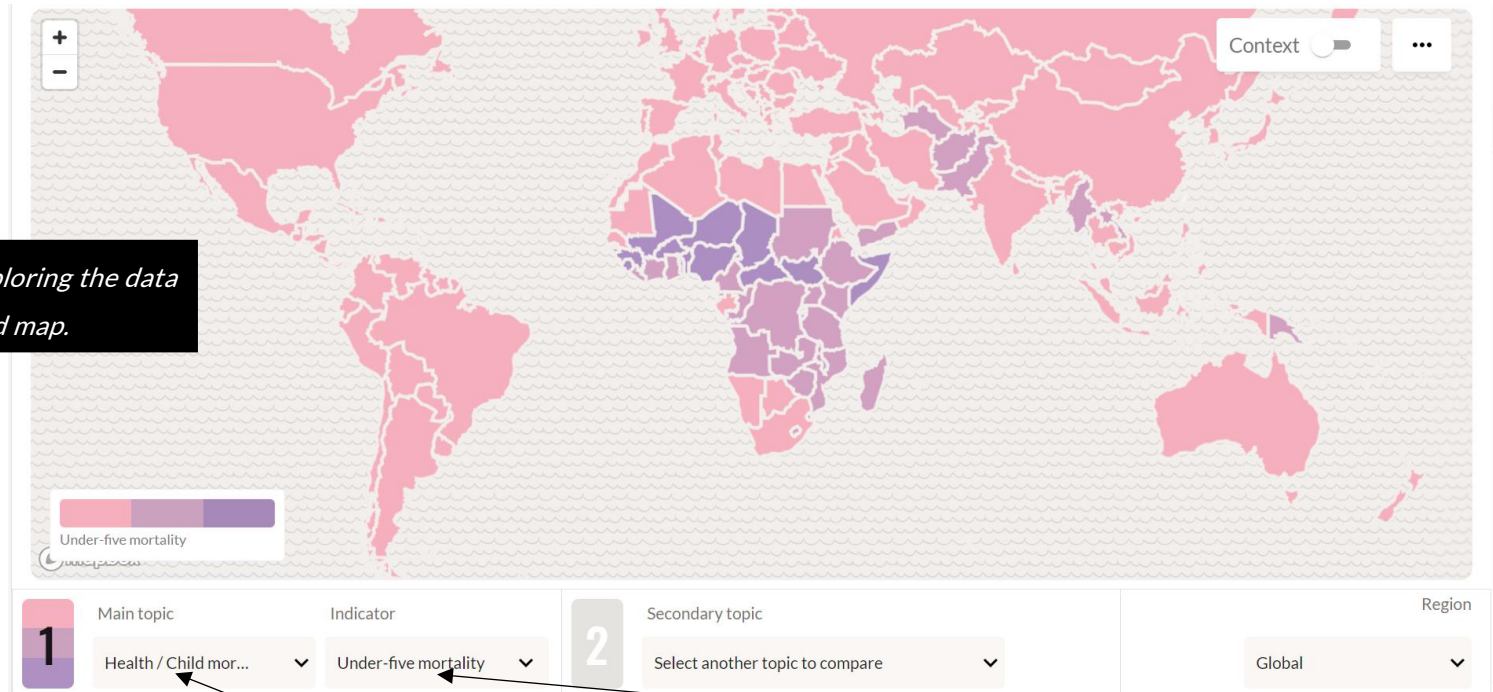 +
Context
•••
−
ploring the data
d map.
Under-five mortality
1
Main topic
Indicator
2
Secondary topic
Region
Health / Child mor...
Under-five mortality
Select another topic to compare
Global